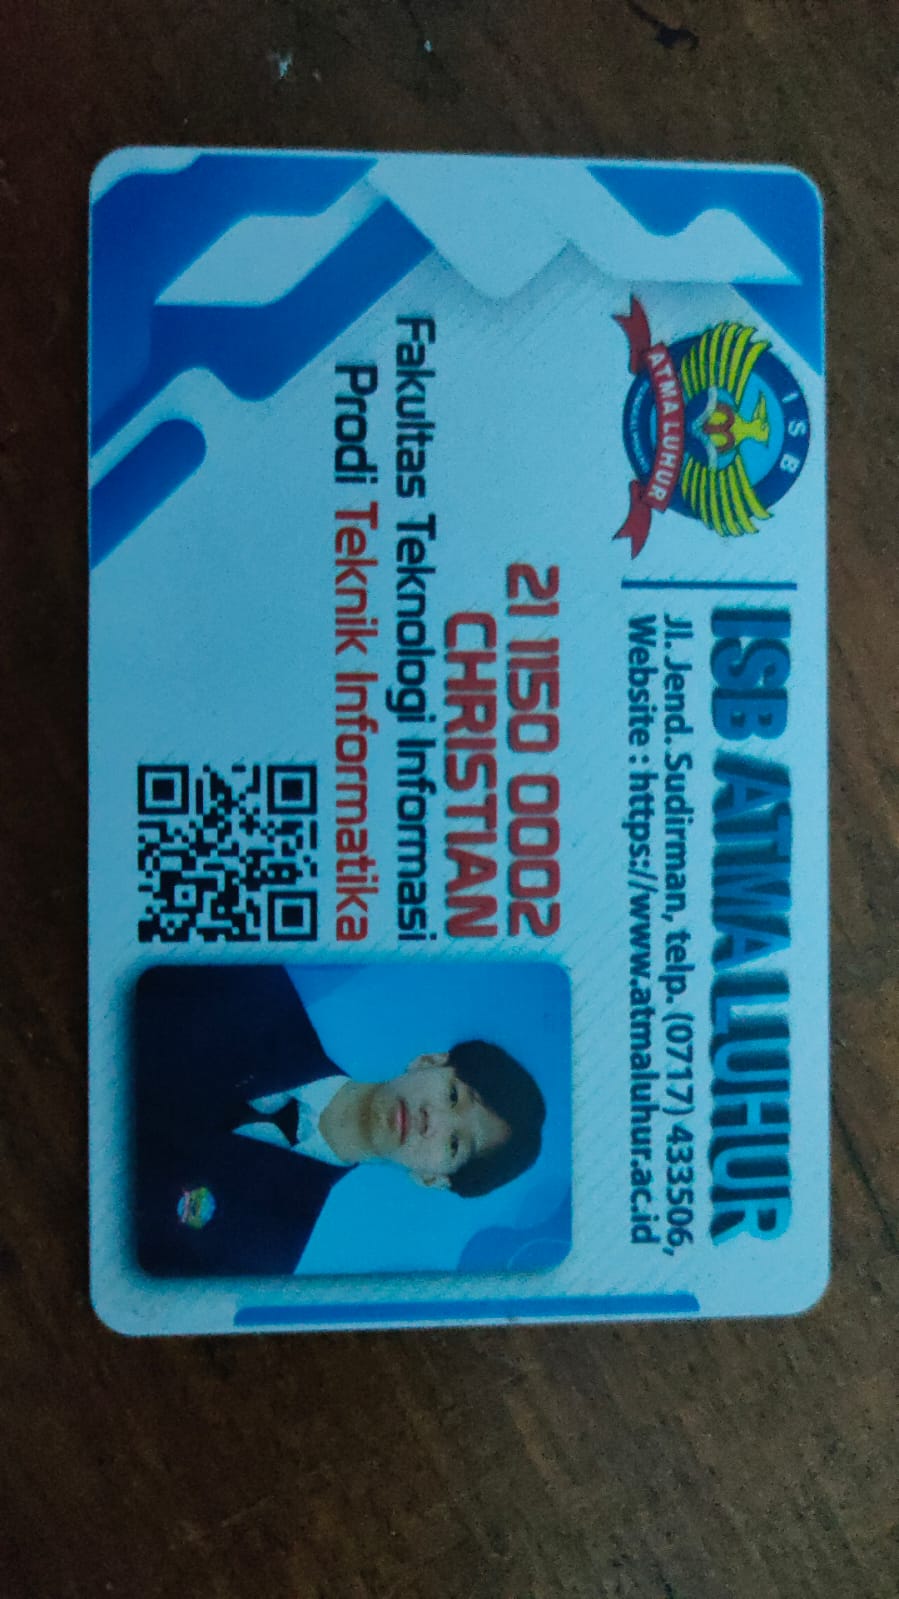 ISB
ATMA LUHUR
ISB ATMA LUHUR
Jl. Jend. Sudirman, telp. (0717) 433506,
Website : https://www.atmaluhur.ac.id
21 1150 0002
CHRISTIAN
Fakultas Teknologi Informasi
Prodi Teknik Informatika